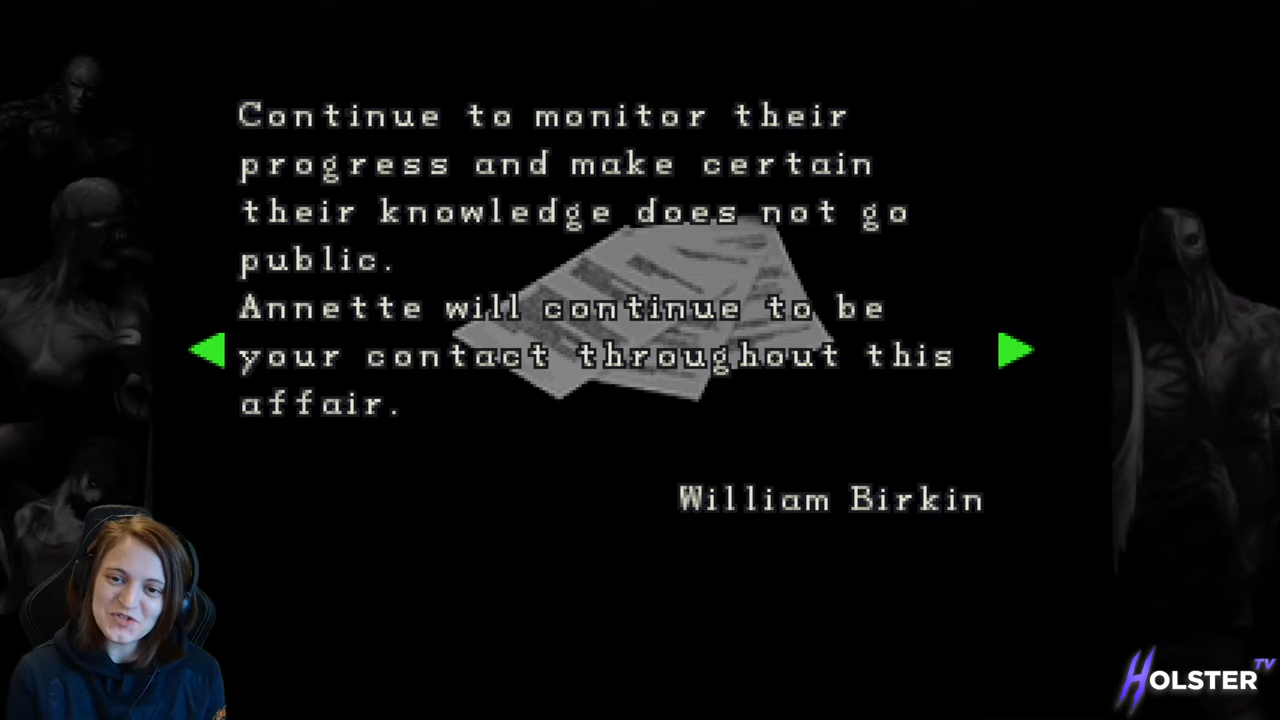 Continue to monitor their
progress and make certain
their knowledge does not go
public.
Annette will continue to be
your contact throughout this
affair.
William Birkin
HOLSTER TV